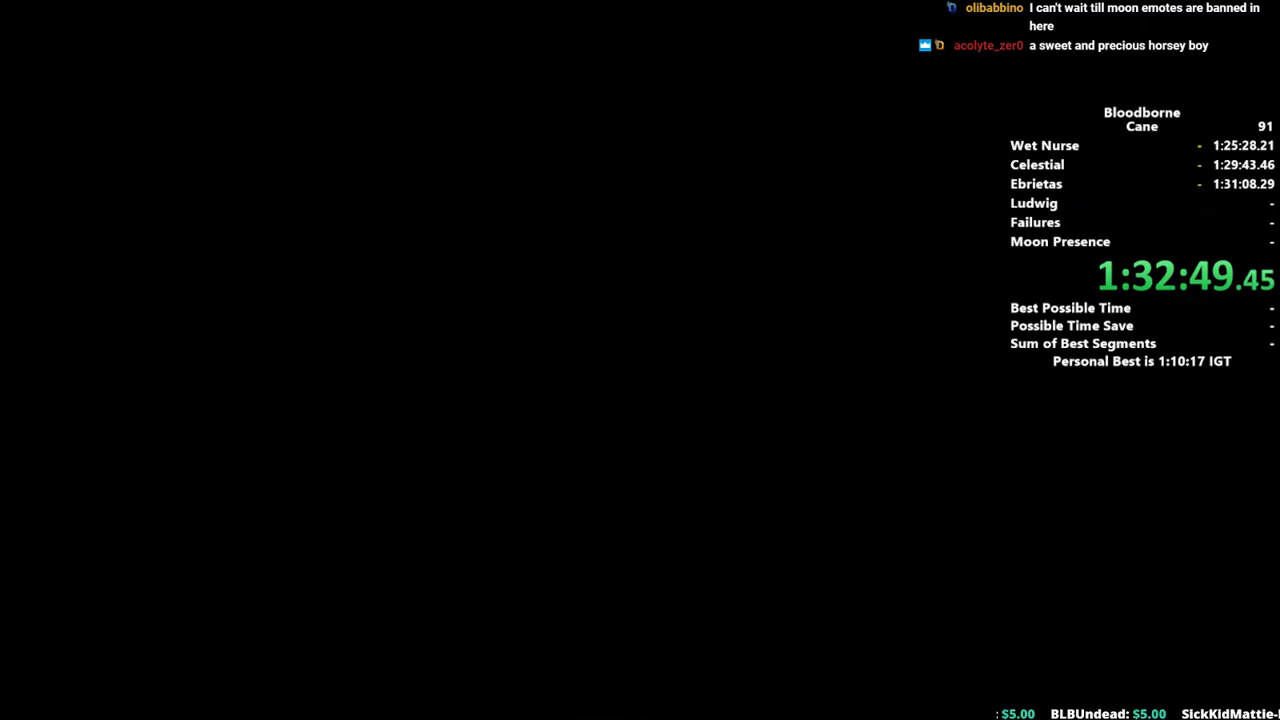 olibabbino I can't wait till moon emotes are banned in
here
acolyte_zer0 a sweet and precious horsey boy
Bloodborne
Cane 91
Wet Nurse - 1:25:28.21
Celestial - 1:29:43.46
Ebrietas - 1:31:08.29
Ludwig -
Failures -
Moon Presence -
1:32:49.45
Best Possible Time -
Possible Time Save -
Sum of Best Segments -
Personal Best is 1:10:17 IGT
: $5.00 BLBUndead: $5.00 SickKidMattie-